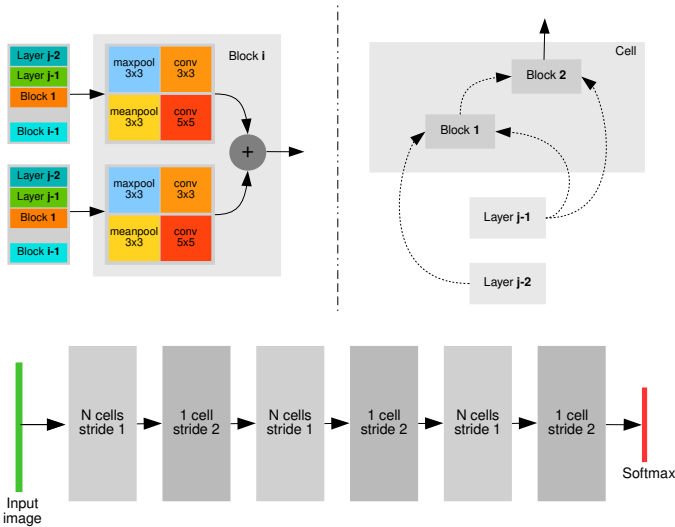 Layer j-2
Layer j-1
Block 1
Block i-1
maxpool
3x3
conv
3x3
meanpool
3x3
conv
5x5
Block i
+
Layer j-2
Layer j-1
Block 1
Block i-1
maxpool
3x3
conv
3x3
meanpool
3x3
conv
5x5
Cell
Block 2
Block 1
Layer j-1
Layer j-2
Input
image
N cells
stride 1
1 cell
stride 2
N cells
stride 1
1 cell
stride 2
N cells
stride 1
1 cell
stride 2
Softmax